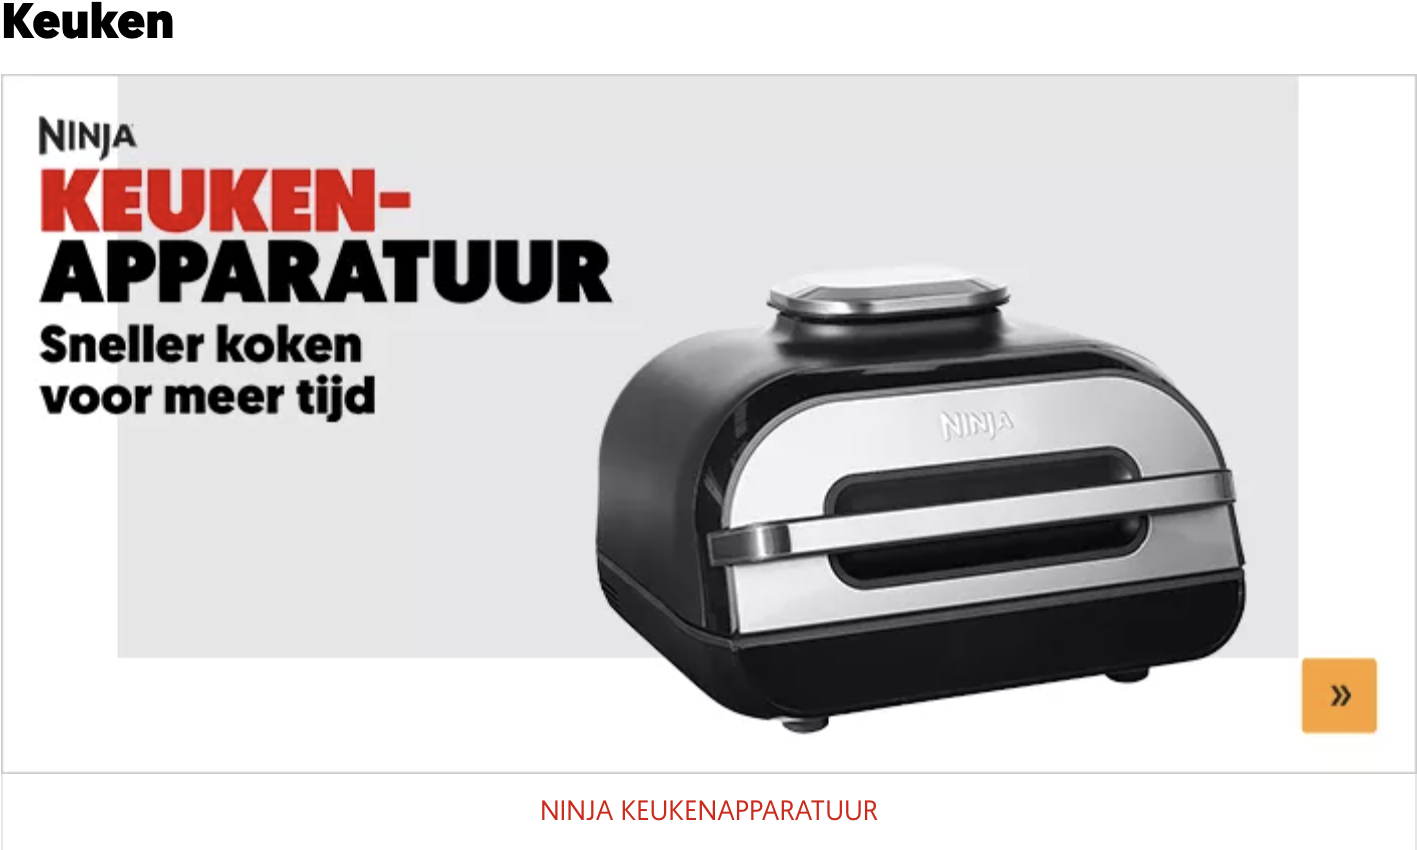 Keuken
NINJA
KEUKEN-
APPARATUUR
Sneller koken
voor meer tijd
NINJA
»
NINJA KEUKENAPPARATUUR